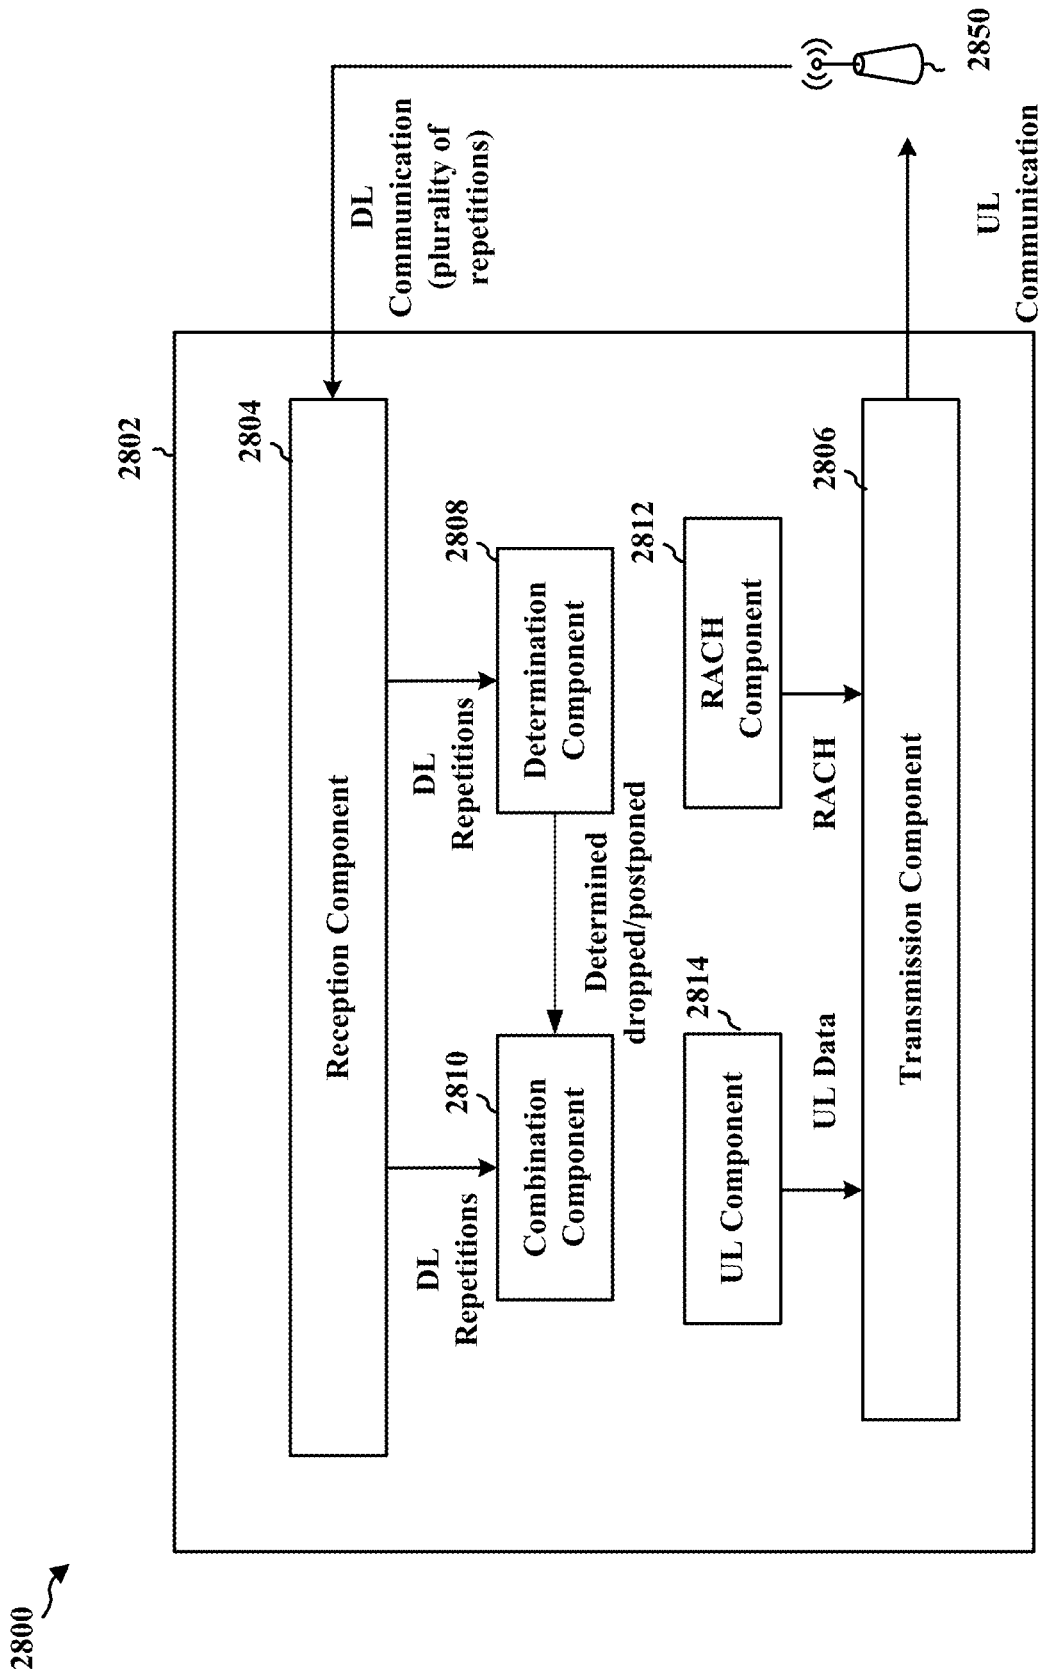 2800
2802
2804
Reception Component
DL
Communication
(plurality of
repetitions)
2850
DL
Repetitions
DL
Repetitions
2810
Combination
Component
2808
Determination
Component
Determined
dropped/postponed
2814
UL Component
2812
RACH
Component
UL Data
RACH
2806
Transmission Component
UL
Communication